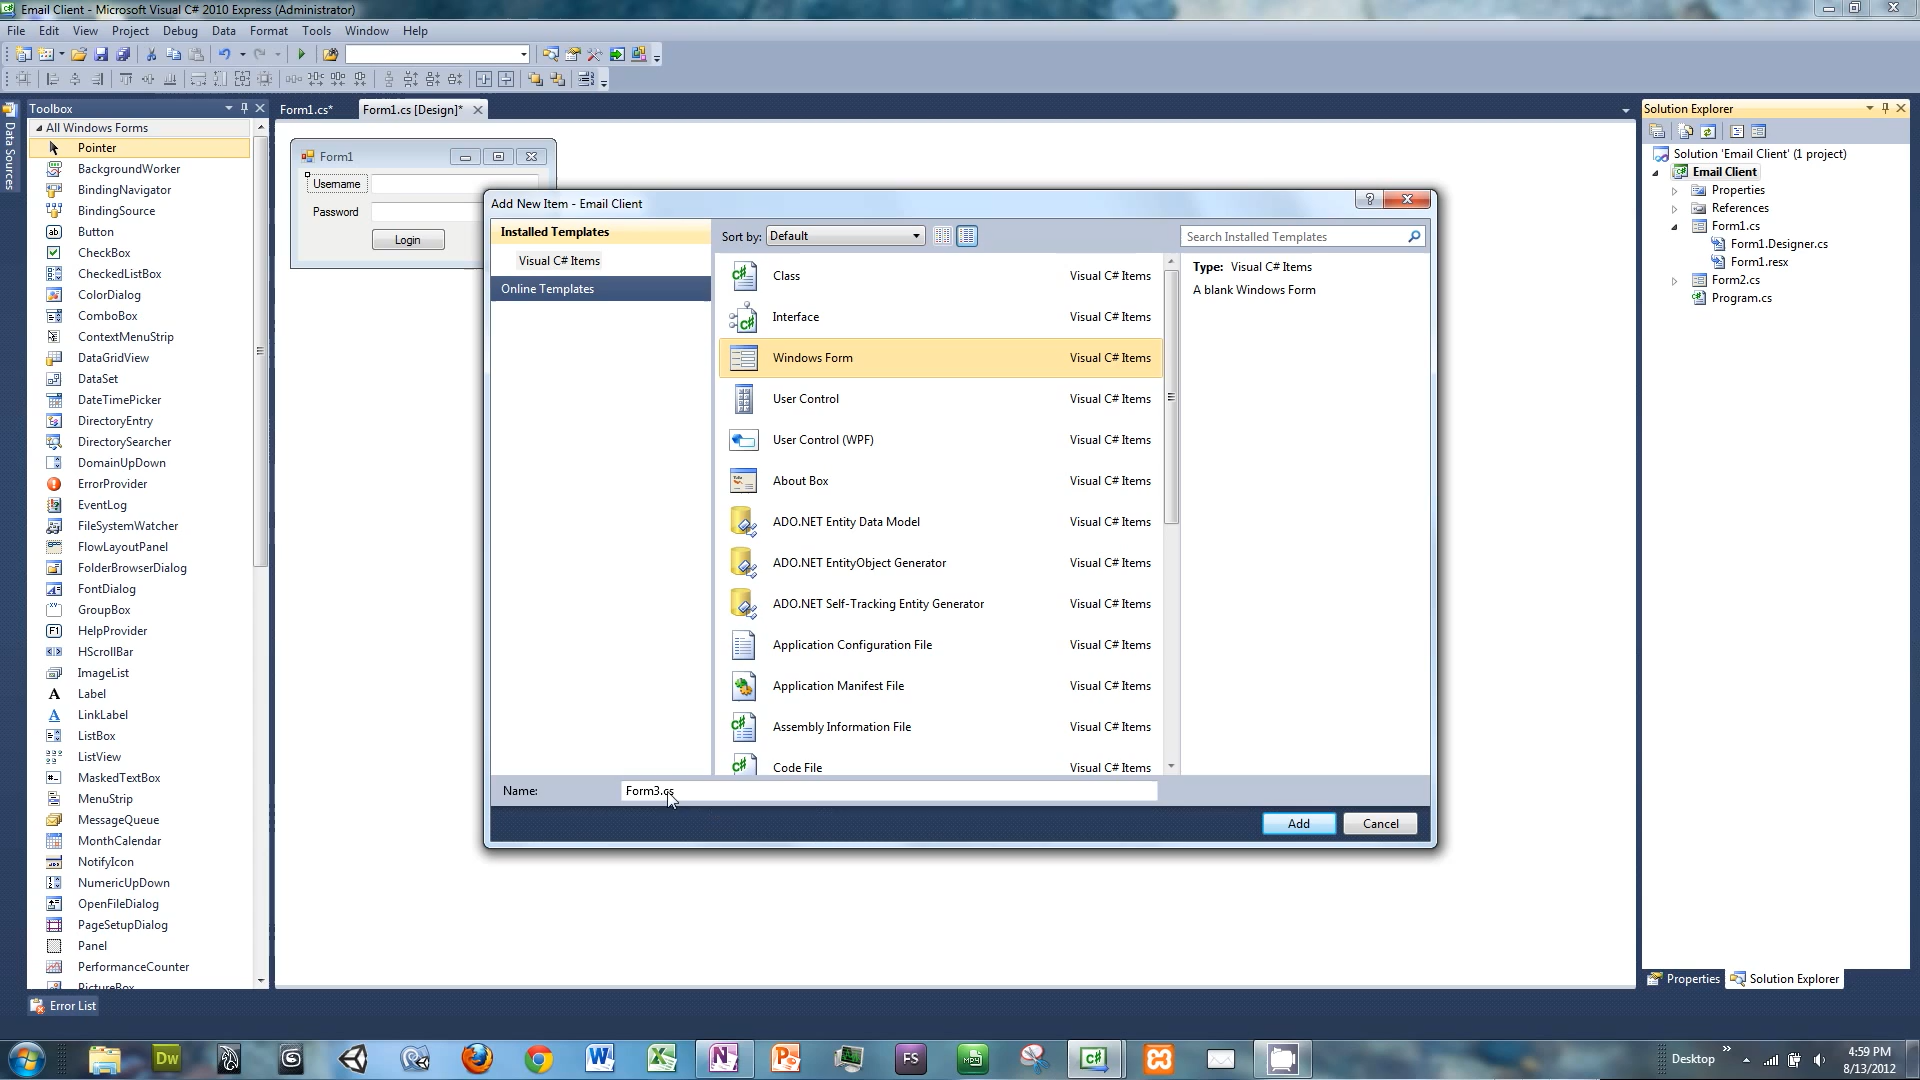 Email Client - Microsoft Visual C# 2010 Express (Administrator)
File Edit View Project Debug Data Format Tools Window Help
Toolbox
Form1.cs*
Form1.cs [Design]*
Solution Explorer
Data Sources
All Windows Forms
Pointer
BackgroundWorker
BindingNavigator
BindingSource
Button
CheckBox
CheckedListBox
ColorDialog
ComboBox
ContextMenuStrip
DataGridView
DataSet
DateTimePicker
DirectoryEntry
DirectorySearcher
DomainUpDown
ErrorProvider
EventLog
FileSystemWatcher
FlowLayoutPanel
FolderBrowserDialog
FontDialog
GroupBox
HelpProvider
HScrollBar
ImageList
Label
LinkLabel
ListBox
ListView
MaskedTextBox
MenuStrip
MessageQueue
MonthCalendar
NotifyIcon
NumericUpDown
OpenFileDialog
PageSetupDialog
Panel
PerformanceCounter
PictureBox
Error List
Form1
Username
Password
Login
Add New Item - Email Client
Installed Templates
Visual C# Items
Online Templates
Sort by: Default
Search Installed Templates
Class Visual C# Items
Interface Visual C# Items
Windows Form Visual C# Items
User Control Visual C# Items
User Control (WPF) Visual C# Items
About Box Visual C# Items
ADO.NET Entity Data Model Visual C# Items
ADO.NET EntityObject Generator Visual C# Items
ADO.NET Self-Tracking Entity Generator Visual C# Items
Application Configuration File Visual C# Items
Application Manifest File Visual C# Items
Assembly Information File Visual C# Items
Code File Visual C# Items
Type: Visual C# Items
A blank Windows Form
Name: Form3.cs
Add
Cancel
Solution 'Email Client' (1 project)
Email Client
Properties
References
Form1.cs
Form1.Designer.cs
Form1.resx
Form2.cs
Program.cs
Properties
Solution Explorer
Dw
FS
MP4
Desktop
4:59 PM
8/13/2012